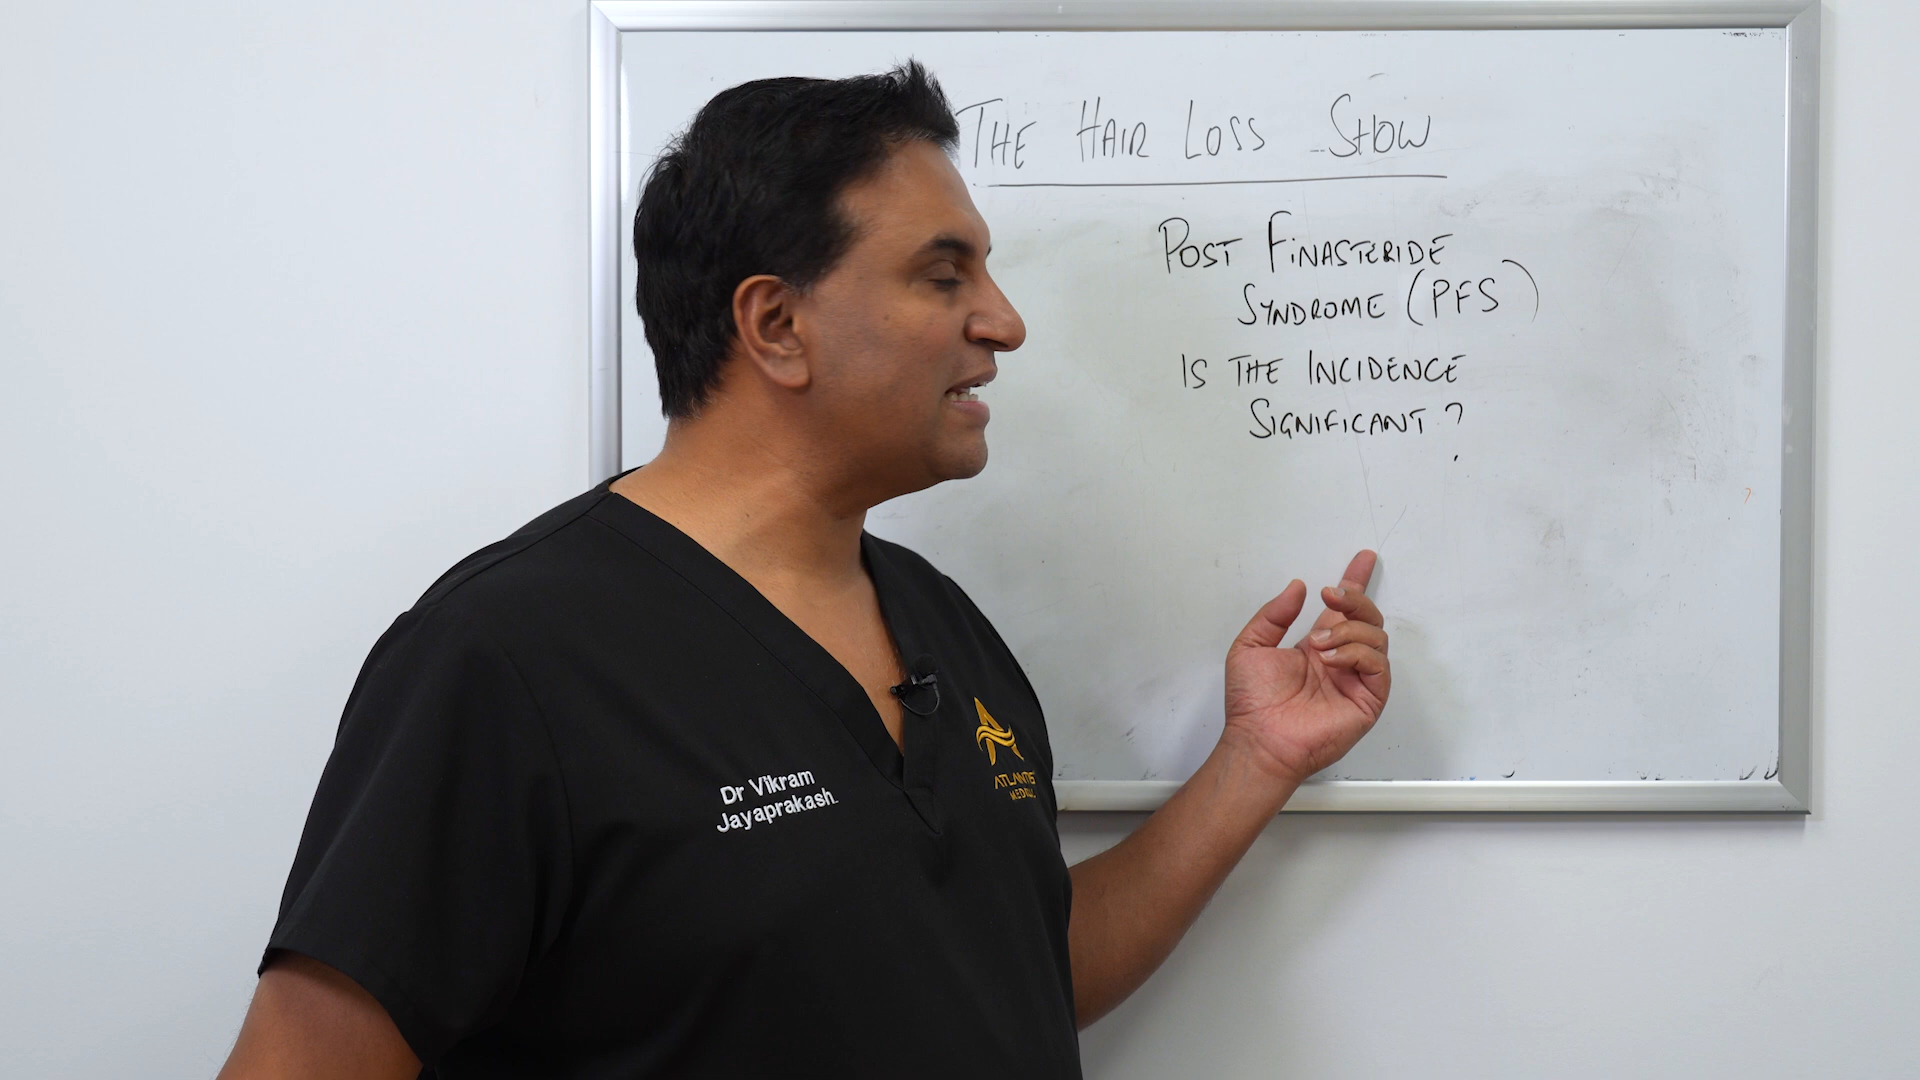 THE HAIR LOSS SHOW
POST FINASTERIDE
SYNDROME (PFS)
IS THE INCIDENCE
SIGNIFICANT?
Dr Vikram
Jayaprakash
ATLANTIS
MEDICAL